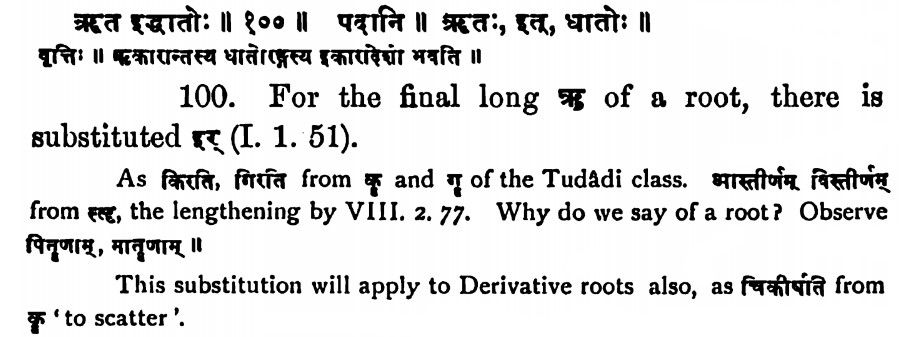 ॠत इद्धातोः ॥ १०० ॥ पदानि ॥ ॠतः, इत्, धातोः ॥
वृत्तिः ॥ ॠकारान्तस्य धातोरङ्गस्य इकारादेशो भवति ॥
100. For the final long ॠ of a root, there is
substituted इर् (I. 1. 51).
As किरति, गिरति from कॄ and गॄ of the Tudâdi class. आस्तीर्णम् विस्तीर्णम्
from स्तॄ, the lengthening by VIII. 2. 77. Why do we say of a root? Observe
पितॄणाम्, मातॄणाम् ॥
This substitution will apply to Derivative roots also, as चिकीर्षति from
कॄ 'to scatter'.